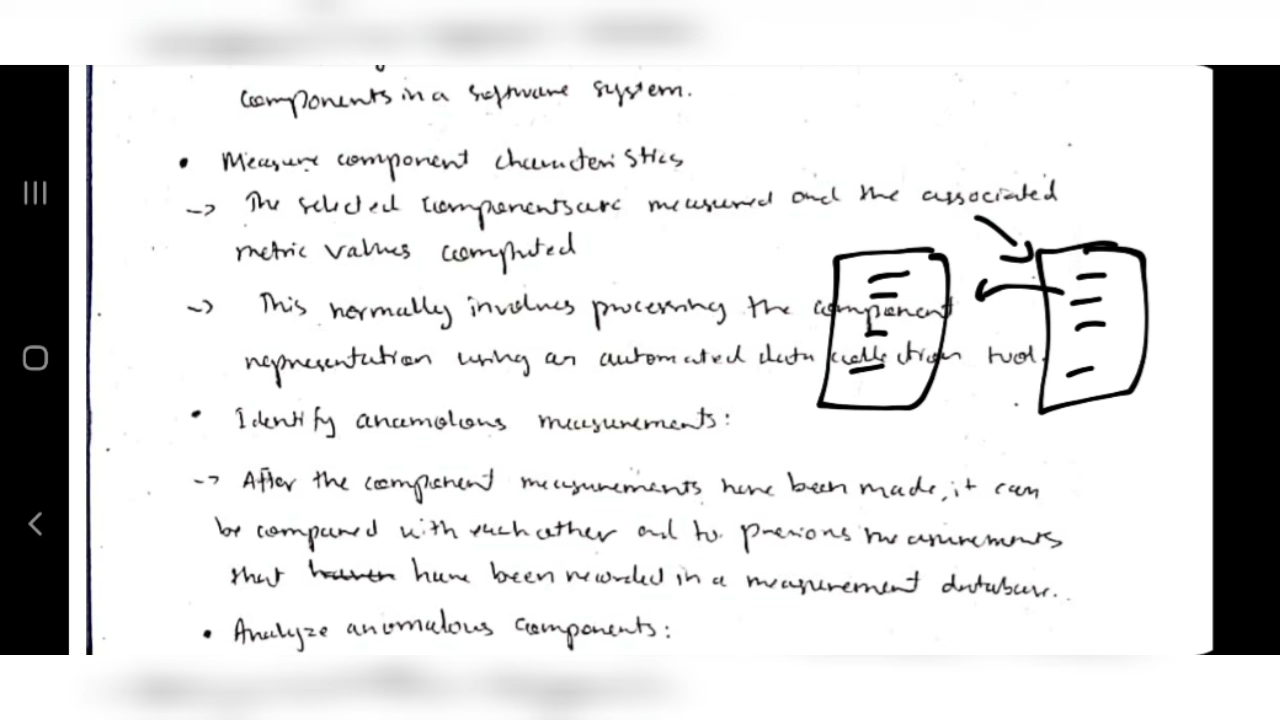 components in a software system.
• Measure component characteristics
-> The selected components are measured and the associated
metric values computed
-> This normally involves processing the component
representation using an automated data collection tool.
• Identify anamolous measurements:
-> After the component measurements have been made, it can
be compared with each other and to previous measurements
that have been recorded in a measurement database.
• Analyze anomalous components: